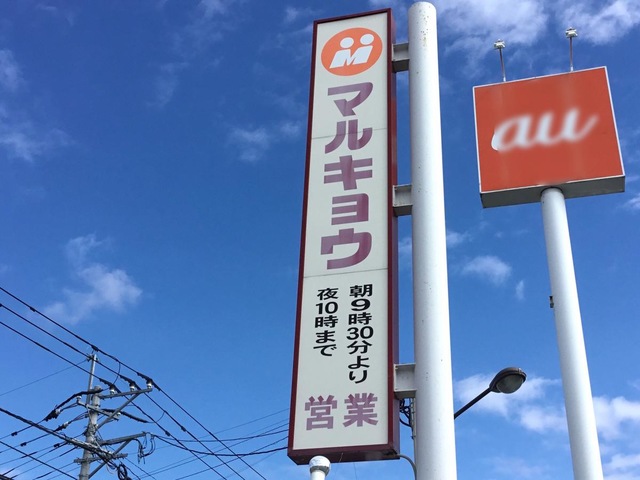 マルキョウ
朝9時30分より
夜10時まで
営業
au